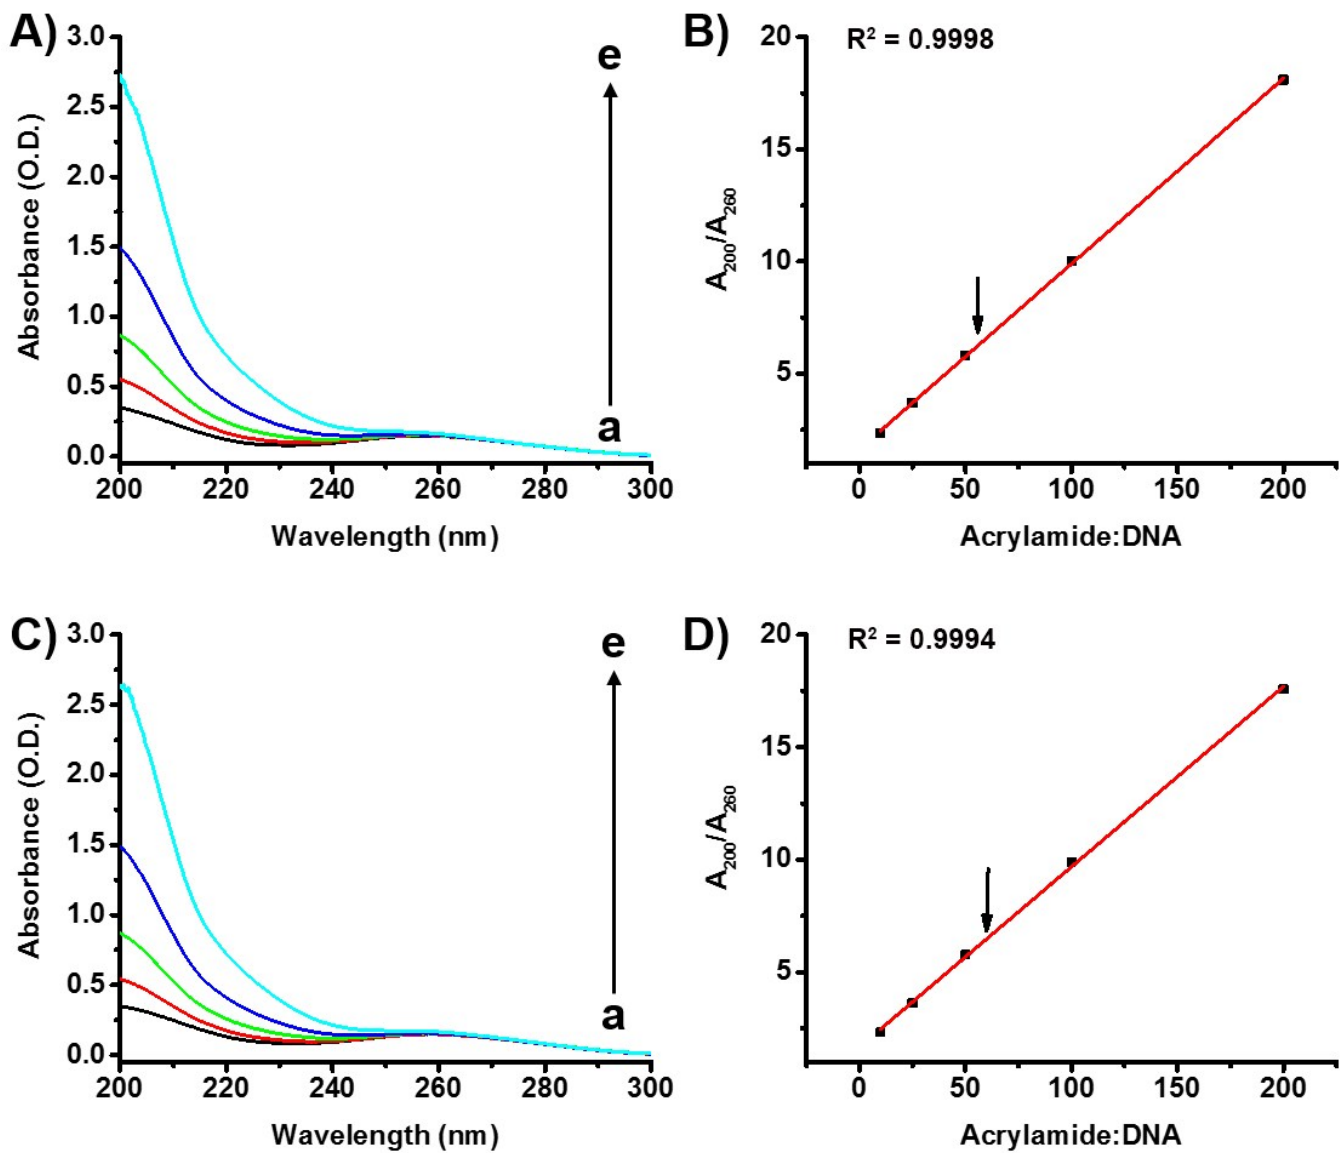 A)
Absorbance (O.D.)
3.0
2.5
2.0
1.5
1.0
0.5
0.0
e
a
200 220 240 260 280 300
Wavelength (nm)
B)
R² = 0.9998
A₂₀₀/A₂₆₀
20
15
10
5
0 50 100 150 200
Acrylamide:DNA
C)
Absorbance (O.D.)
3.0
2.5
2.0
1.5
1.0
0.5
0.0
e
a
200 220 240 260 280 300
Wavelength (nm)
D)
R² = 0.9994
A₂₀₀/A₂₆₀
20
15
10
5
0 50 100 150 200
Acrylamide:DNA